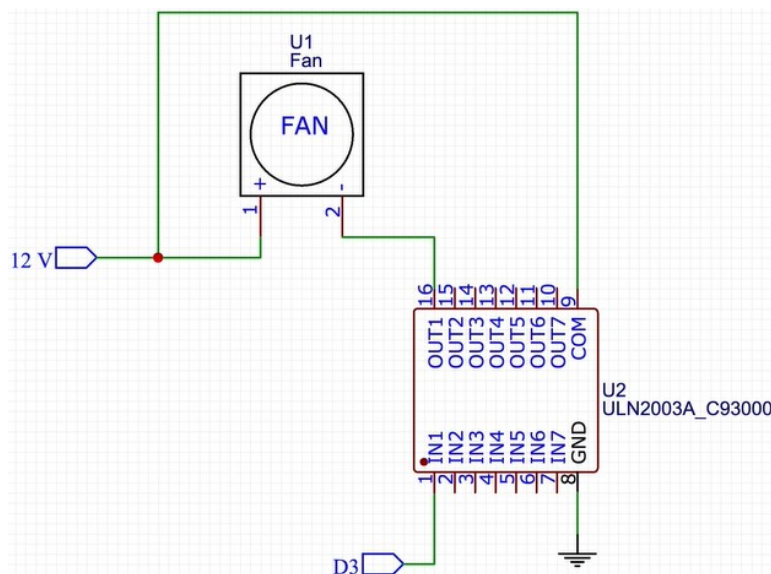 U1
Fan
FAN
+
-
1
2
12 V
16
15
14
13
12
11
10
9
OUT1
OUT2
OUT3
OUT4
OUT5
OUT6
OUT7
COM
U2
ULN2003A_C93000
IN1
IN2
IN3
IN4
IN5
IN6
IN7
GND
1
2
3
4
5
6
7
8
D3